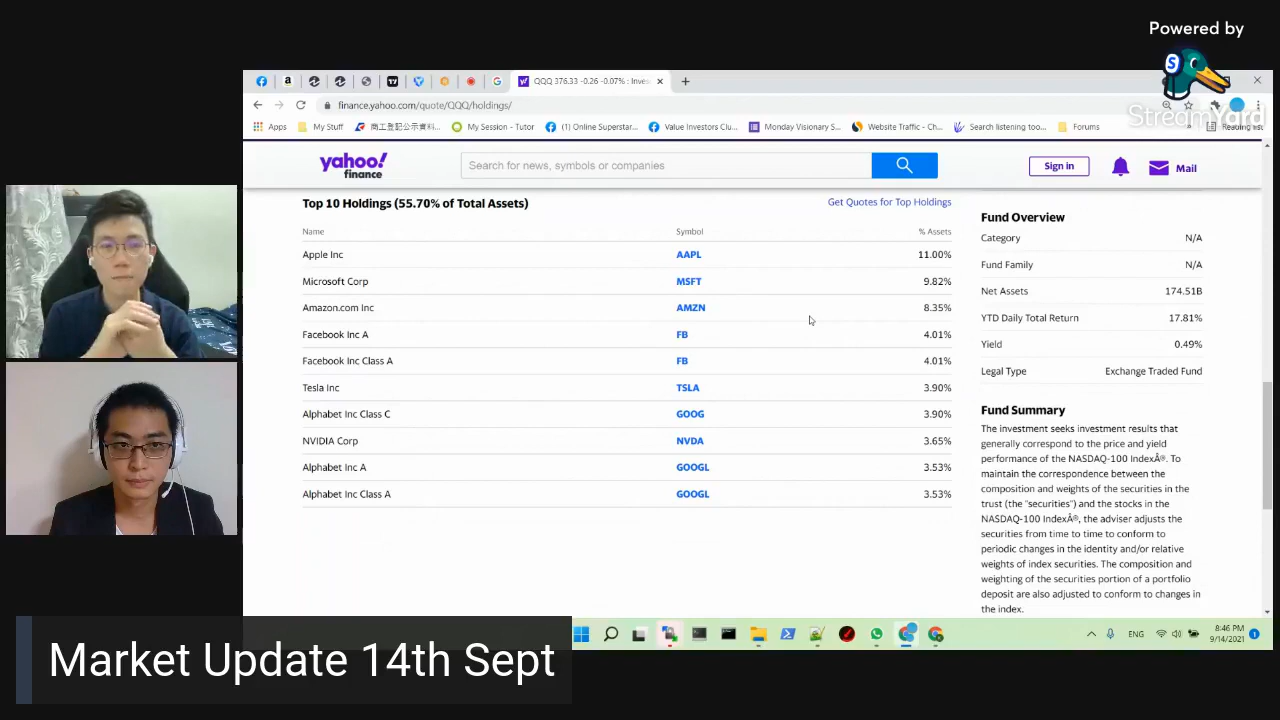 Powered by
StreamYard
QQQ 376.33 -0.26 -0.07% : Inves
finance.yahoo.com/quote/QQQ/holdings/
Apps My Stuff 商工登記公示資料... My Session - Tutor (1) Online Superstar... Value Investors Clu... Monday Visionary S... Website Traffic - Ch... Search listening too... Forums » Reading list
yahoo!
finance
Search for news, symbols or companies
Sign in
Mail
Top 10 Holdings (55.70% of Total Assets)
Get Quotes for Top Holdings
Name Symbol % Assets
Apple Inc AAPL 11.00%
Microsoft Corp MSFT 9.82%
Amazon.com Inc AMZN 8.35%
Facebook Inc A FB 4.01%
Facebook Inc Class A FB 4.01%
Tesla Inc TSLA 3.90%
Alphabet Inc Class C GOOG 3.90%
NVIDIA Corp NVDA 3.65%
Alphabet Inc A GOOGL 3.53%
Alphabet Inc Class A GOOGL 3.53%
Fund Overview
Category N/A
Fund Family N/A
Net Assets 174.51B
YTD Daily Total Return 17.81%
Yield 0.49%
Legal Type Exchange Traded Fund
Fund Summary
The investment seeks investment results that
generally correspond to the price and yield
performance of the NASDAQ-100 IndexÂ®. To
maintain the correspondence between the
composition and weights of the securities in the
trust (the "securities") and the stocks in the
NASDAQ-100 IndexÂ®, the adviser adjusts the
securities from time to time to conform to
periodic changes in the identity and/or relative
weights of index securities. The composition and
weighting of the securities portion of a portfolio
deposit are also adjusted to conform to changes in
the index.
ENG
8:46 PM
9/14/2021
Market Update 14th Sept